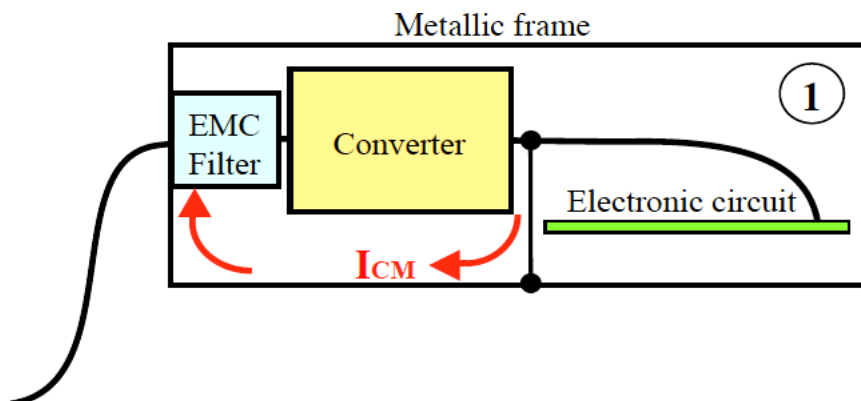 Metallic frame
1
EMC
Filter
Converter
Electronic circuit
ICM